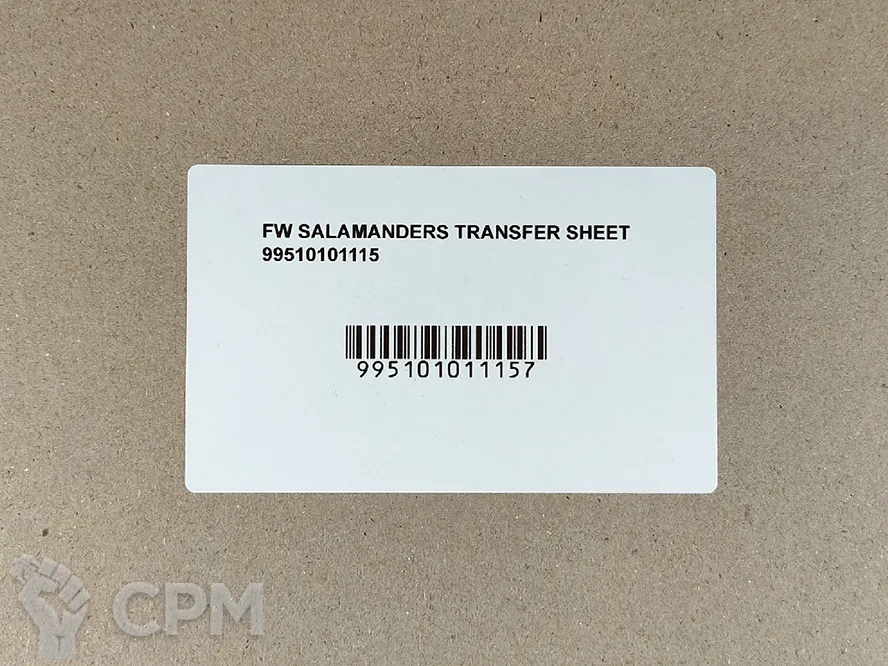 FW SALAMANDERS TRANSFER SHEET
99510101115
995101011157
CPM